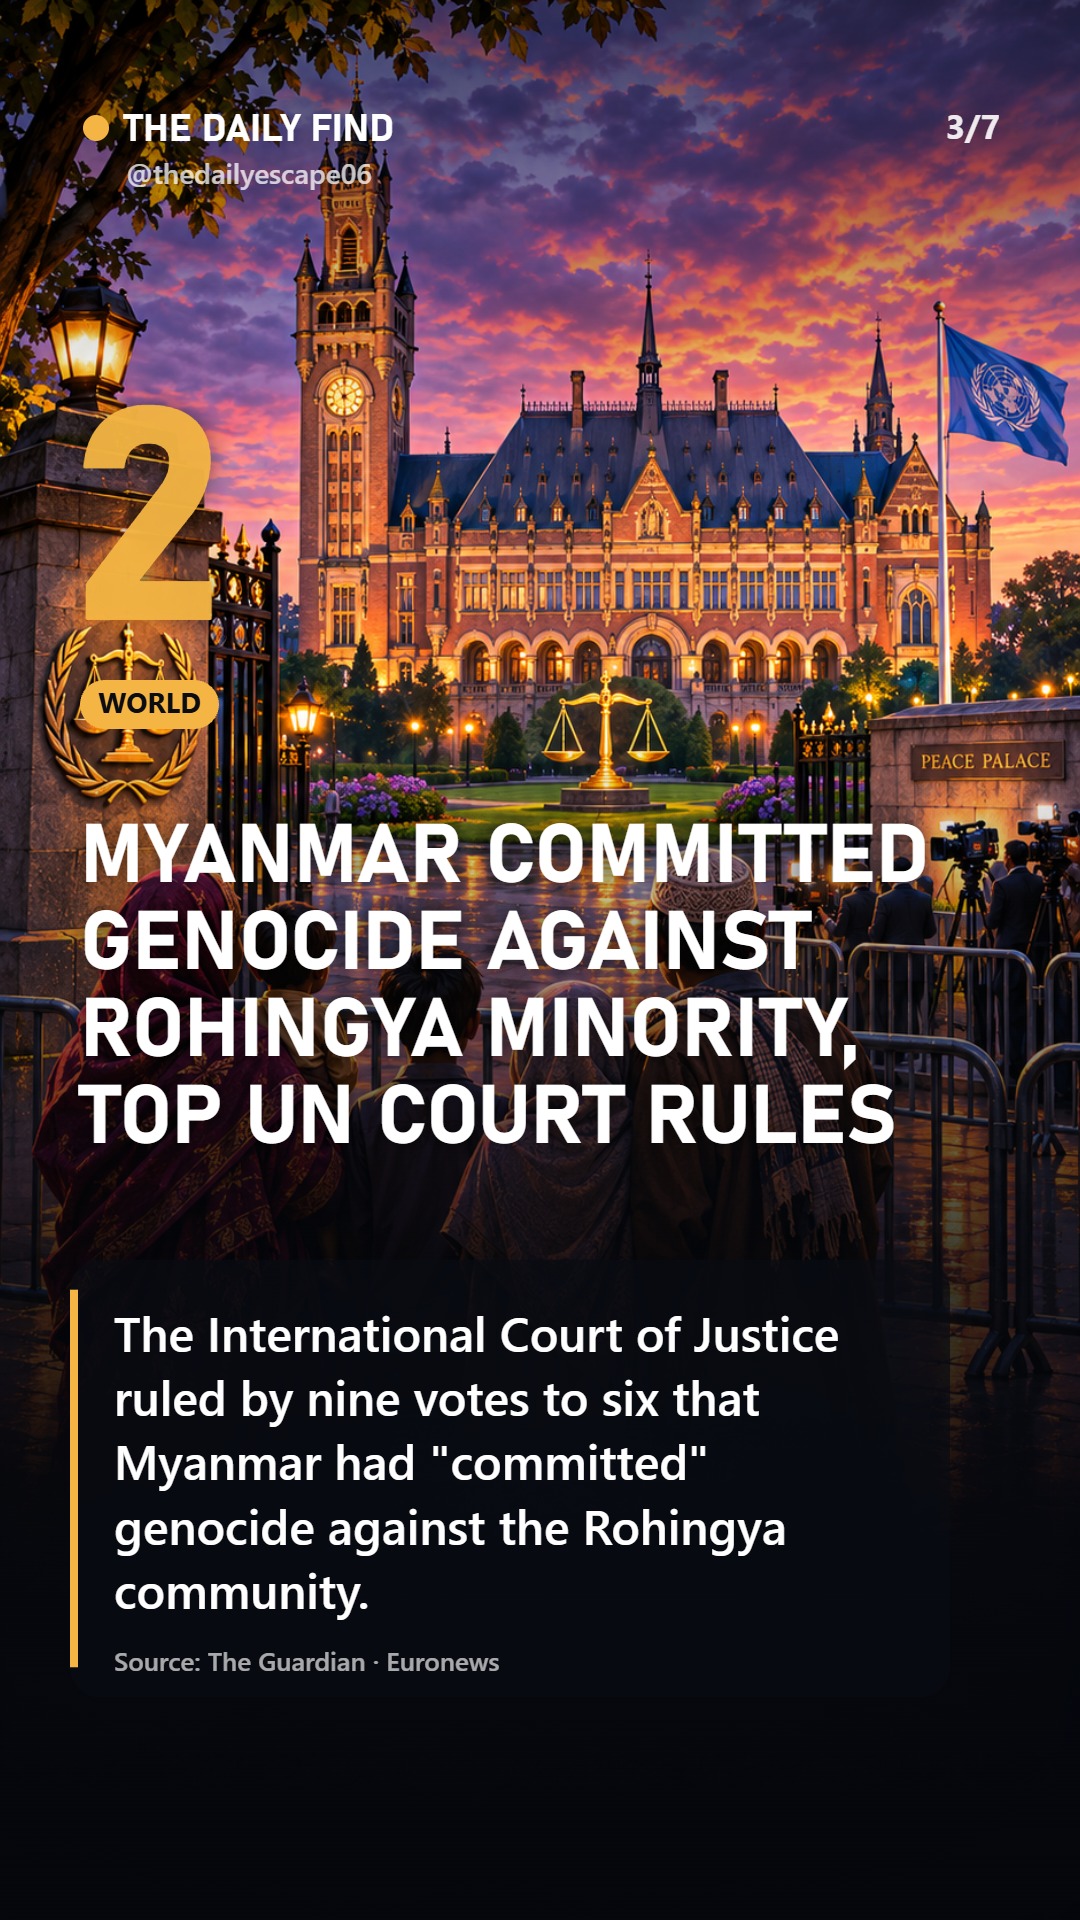 THE DAILY FIND
@thedailyescape06
3/7
2
WORLD
PEACE PALACE
MYANMAR COMMITTED
GENOCIDE AGAINST
ROHINGYA MINORITY,
TOP UN COURT RULES
The International Court of Justice
ruled by nine votes to six that
Myanmar had "committed"
genocide against the Rohingya
community.
Source: The Guardian · Euronews